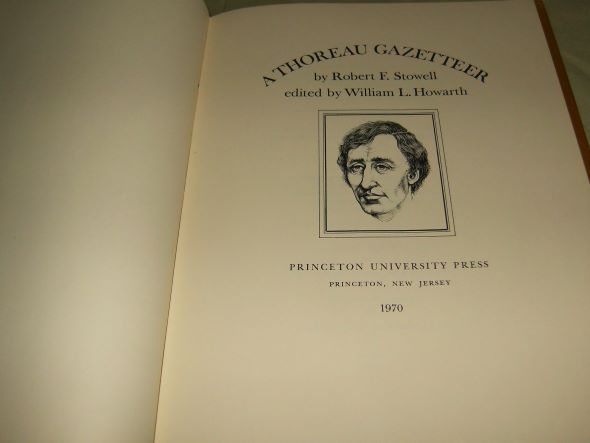 A THOREAU GAZETTEER
by Robert F. Stowell
edited by William L. Howarth
PRINCETON UNIVERSITY PRESS
PRINCETON, NEW JERSEY
1970